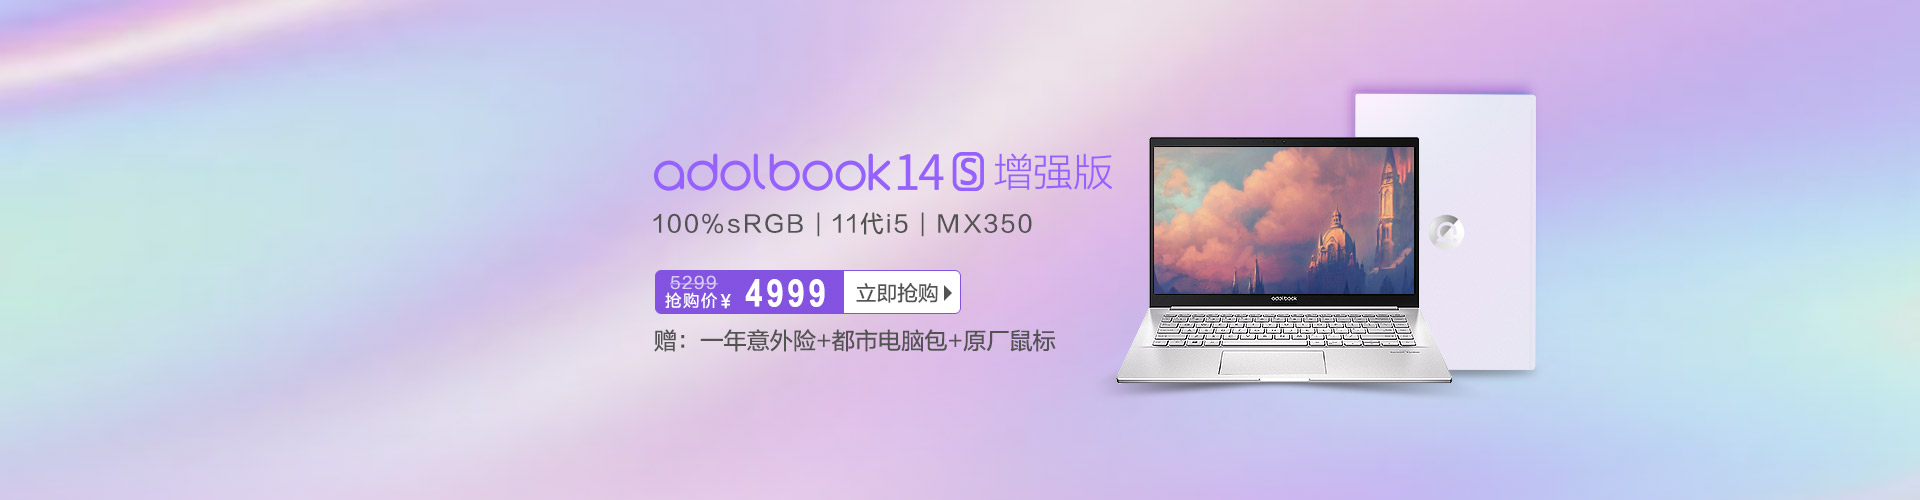 adolbook14 S 增强版
100%sRGB | 11代i5 | MX350
5299
抢购价¥ 4999 立即抢购
赠：一年意外险+都市电脑包+原厂鼠标
adolbook